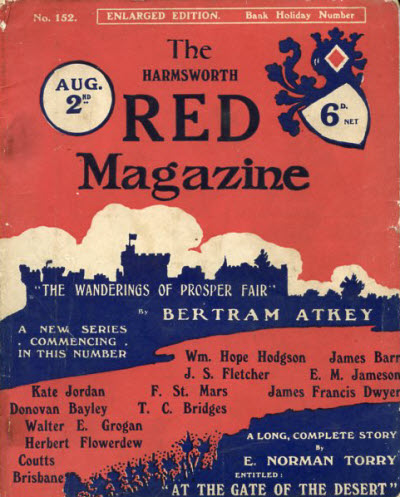 No. 152.
ENLARGED EDITION.
Bank Holiday Number
The
HARMSWORTH
RED
Magazine
AUG.
2ND
6D.
NET
"THE WANDERINGS OF PROSPER FAIR"
By BERTRAM ATKEY
A NEW SERIES
. COMMENCING .
IN THIS NUMBER
Wm. Hope Hodgson James Barr
J. S. Fletcher E. M. Jameson
Kate Jordan F. St. Mars James Francis Dwyer
Donovan Bayley T. C. Bridges
Walter E. Grogan
Herbert Flowerdew
Coutts
Brisbane
A LONG, COMPLETE STORY
By
E. NORMAN TORRY
ENTITLED:
"AT THE GATE OF THE DESERT"